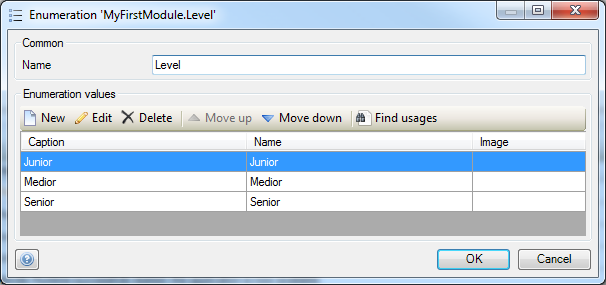 Enumeration 'MyFirstModule.Level'
Common
Name Level
Enumeration values
New Edit Delete Move up Move down Find usages
Caption Name Image
Junior Junior
Medior Medior
Senior Senior
? OK Cancel